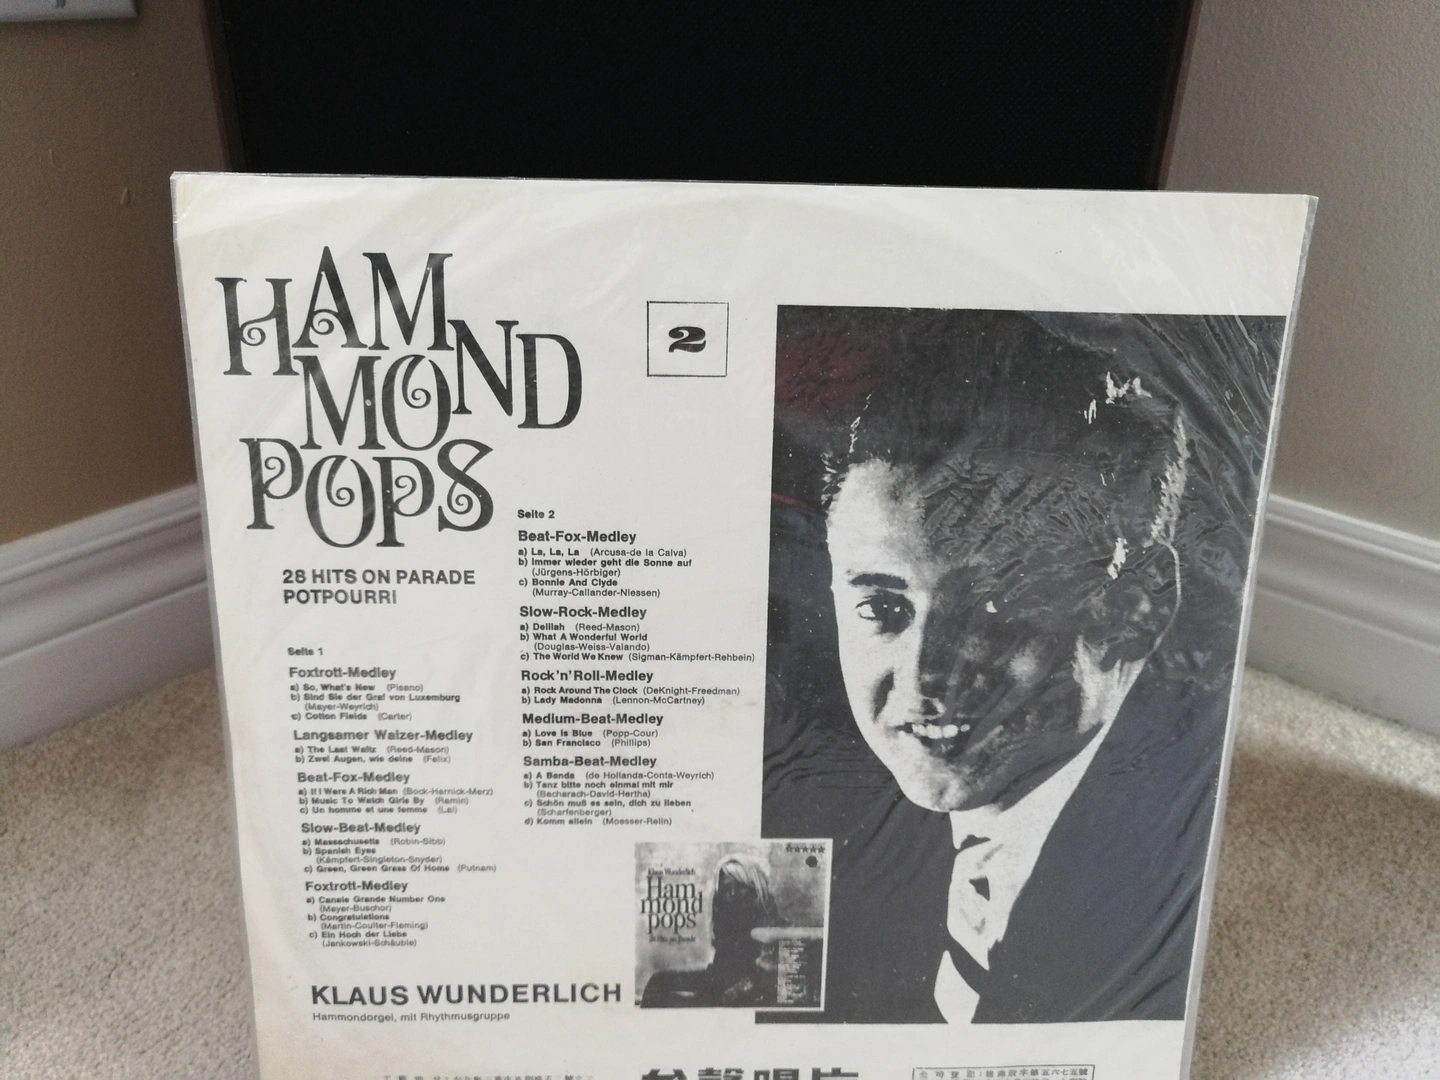 HAMMOND
POPS
2
28 HITS ON PARADE
POTPOURRI
Seite 1
Foxtrott-Medley
a) So, What's New (Pisano)
b) Sind Sie der Graf von Luxemburg
(Mayer-Weyrich)
c) Cotton Fields (Carter)
Langsamer Walzer-Medley
a) The Last Waltz (Reed-Mason)
b) Zwei Augen, wie deine (Felix)
Beat-Fox-Medley
a) If I Were A Rich Man (Bock-Harnick-Merz)
b) Music To Watch Girls By (Ramin)
c) Un homme et une femme (Lai)
Slow-Beat-Medley
a) Massachusetts (Robin-Gibb)
b) Spanish Eyes
(Kämpfert-Singleton-Snyder)
c) Green, Green Grass Of Home (Putnam)
Foxtrott-Medley
a) Canale Grande Number One
(Mayer-Buschor)
b) Congratulations
(Martin-Coulter-Fleming)
c) Ein Hoch der Liebe
(Jankowski-Schäuble)
Seite 2
Beat-Fox-Medley
a) La, La, La (Arcusa-de la Calva)
b) Immer wieder geht die Sonne auf
(Jürgens-Hörbiger)
c) Bonnie And Clyde
(Murray-Callander-Niessen)
Slow-Rock-Medley
a) Delilah (Reed-Mason)
b) What A Wonderful World
(Douglas-Weiss-Valando)
c) The World We Knew (Sigman-Kämpfert-Rehbein)
Rock'n'Roll-Medley
a) Rock Around The Clock (DeKnight-Freedman)
b) Lady Madonna (Lennon-McCartney)
Medium-Beat-Medley
a) Love Is Blue (Popp-Cour)
b) San Francisco (Phillips)
Samba-Beat-Medley
a) A Banda (de Hollanda-Conta-Weyrich)
b) Tanz bitte noch einmal mit mir
(Bacharach-David-Hertha)
c) Schön muß es sein, dich zu lieben
(Scharfenberger)
d) Komm allein (Moesser-Relin)
Klaus Wunderlich
Hammond
pops
28 Hits on Parade
KLAUS WUNDERLICH
Hammondorgel, mit Rhythmusgruppe